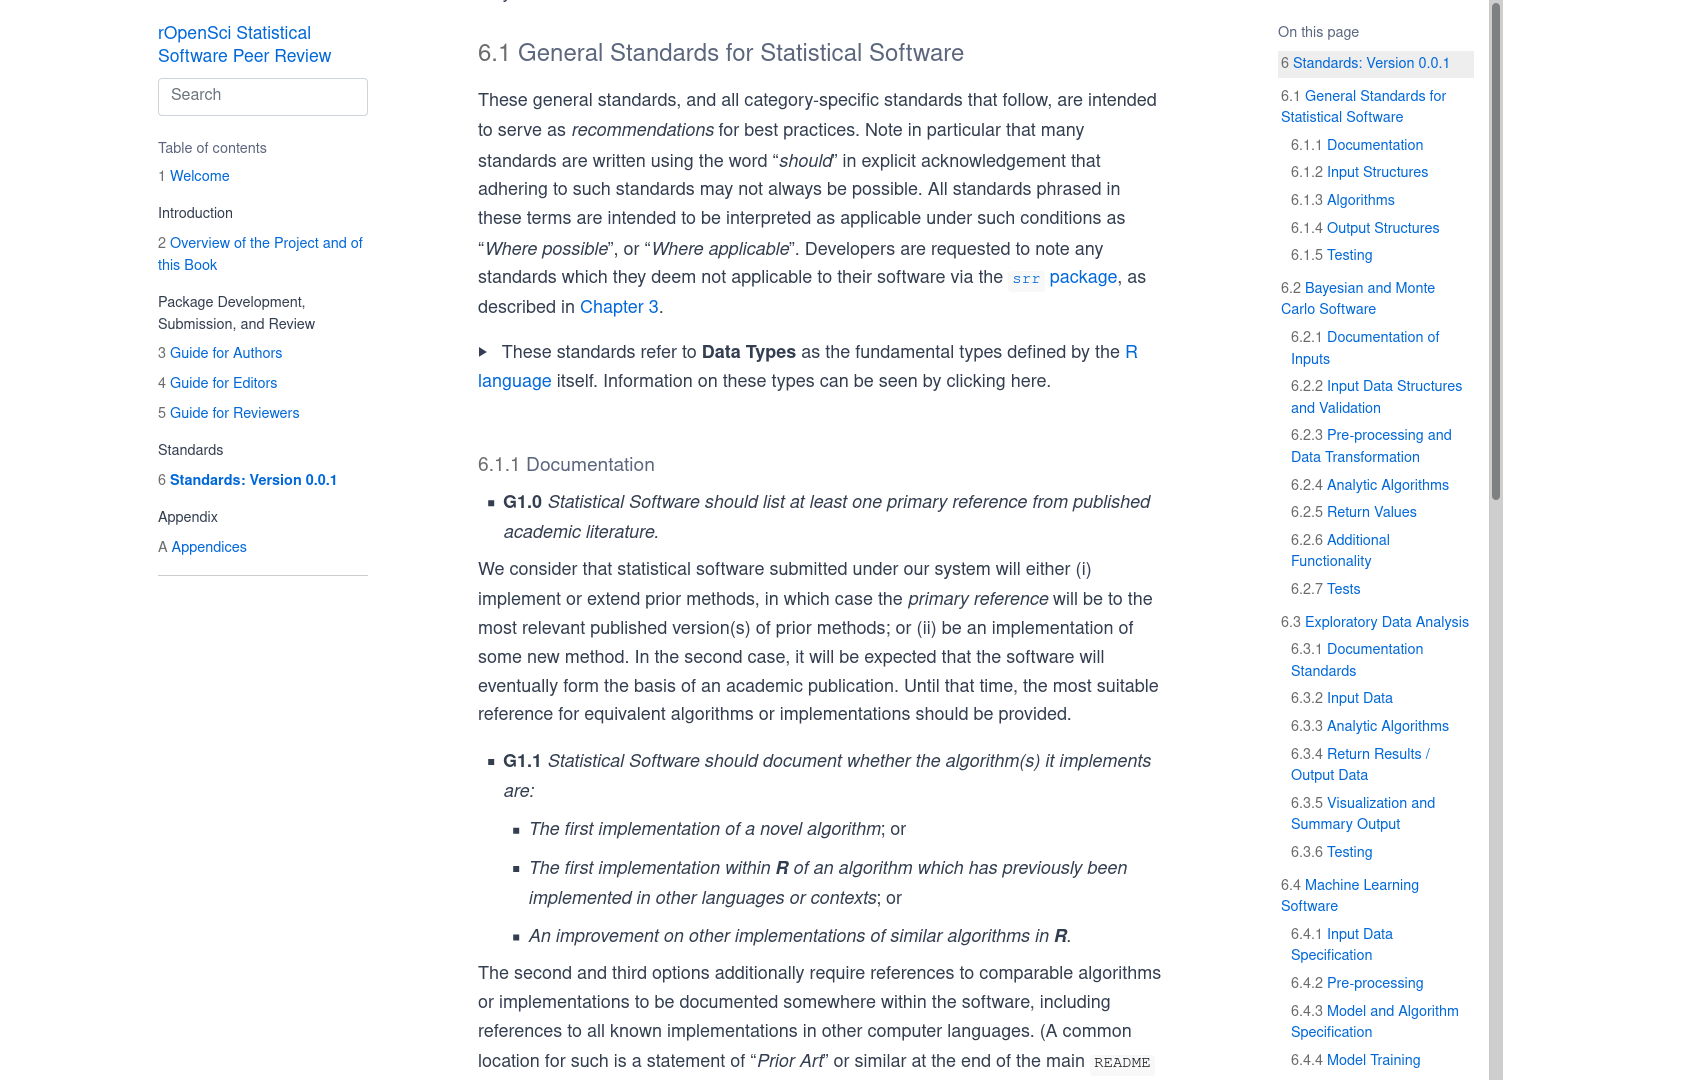 rOpenSci Statistical
Software Peer Review
Search
Table of contents
1 Welcome
Introduction
2 Overview of the Project and of
this Book
Package Development,
Submission, and Review
3 Guide for Authors
4 Guide for Editors
5 Guide for Reviewers
Standards
6 Standards: Version 0.0.1
Appendix
A Appendices
6.1 General Standards for Statistical Software
These general standards, and all category-specific standards that follow, are intended
to serve as recommendations for best practices. Note in particular that many
standards are written using the word “should” in explicit acknowledgement that
adhering to such standards may not always be possible. All standards phrased in
these terms are intended to be interpreted as applicable under such conditions as
“Where possible”, or “Where applicable”. Developers are requested to note any
standards which they deem not applicable to their software via the srr package, as
described in Chapter 3.
These standards refer to Data Types as the fundamental types defined by the R
language itself. Information on these types can be seen by clicking here.
6.1.1 Documentation
G1.0 Statistical Software should list at least one primary reference from published
academic literature.
We consider that statistical software submitted under our system will either (i)
implement or extend prior methods, in which case the primary reference will be to the
most relevant published version(s) of prior methods; or (ii) be an implementation of
some new method. In the second case, it will be expected that the software will
eventually form the basis of an academic publication. Until that time, the most suitable
reference for equivalent algorithms or implementations should be provided.
G1.1 Statistical Software should document whether the algorithm(s) it implements
are:
The first implementation of a novel algorithm; or
The first implementation within R of an algorithm which has previously been
implemented in other languages or contexts; or
An improvement on other implementations of similar algorithms in R.
The second and third options additionally require references to comparable algorithms
or implementations to be documented somewhere within the software, including
references to all known implementations in other computer languages. (A common
location for such is a statement of “Prior Art” or similar at the end of the main README
On this page
6 Standards: Version 0.0.1
6.1 General Standards for
Statistical Software
6.1.1 Documentation
6.1.2 Input Structures
6.1.3 Algorithms
6.1.4 Output Structures
6.1.5 Testing
6.2 Bayesian and Monte
Carlo Software
6.2.1 Documentation of
Inputs
6.2.2 Input Data Structures
and Validation
6.2.3 Pre-processing and
Data Transformation
6.2.4 Analytic Algorithms
6.2.5 Return Values
6.2.6 Additional
Functionality
6.2.7 Tests
6.3 Exploratory Data Analysis
6.3.1 Documentation
Standards
6.3.2 Input Data
6.3.3 Analytic Algorithms
6.3.4 Return Results /
Output Data
6.3.5 Visualization and
Summary Output
6.3.6 Testing
6.4 Machine Learning
Software
6.4.1 Input Data
Specification
6.4.2 Pre-processing
6.4.3 Model and Algorithm
Specification
6.4.4 Model Training